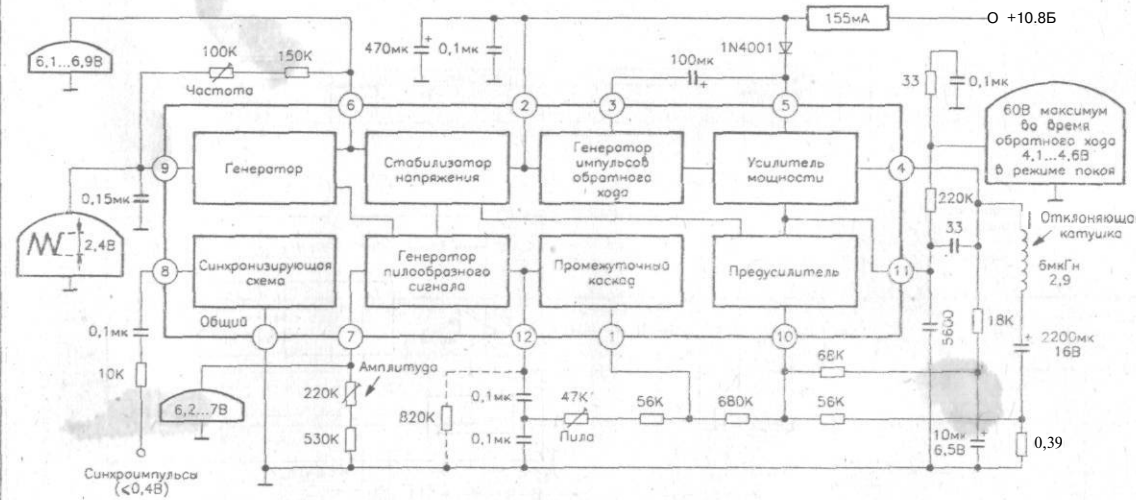 155мА
О +10.8Б
6,1...6,9В
100К
150К
Частота
470мк
+
0,1мк
1N4001
100мк
+
33
0,1мк
60В максимум
во время
обратного хода
4,1...4,6В
в режиме покоя
6
2
3
5
9
Генератор
Стабилизатор
напряжения
Генератор
импульсов
обратного
хода
Усилитель
мощности
4
0,15мк
2,4В
220К
33
Отклоняющая
катушка
6мкГн
2,9
8
Синхронизирующая
схема
Генератор
пилообразного
сигнала
Промежуточный
каскад
Предусилитель
11
Общий
7
12
1
10
0,1мк
5600
18К
+
2200мк
16В
10К
6,2...7В
220К
Амплитуда
530К
820К
0,1мк
0,1мк
47К
Пила
56К
680К
68К
56К
10мк
6,5В
+
0,39
Синхроимпульсы
(≤0,4В)